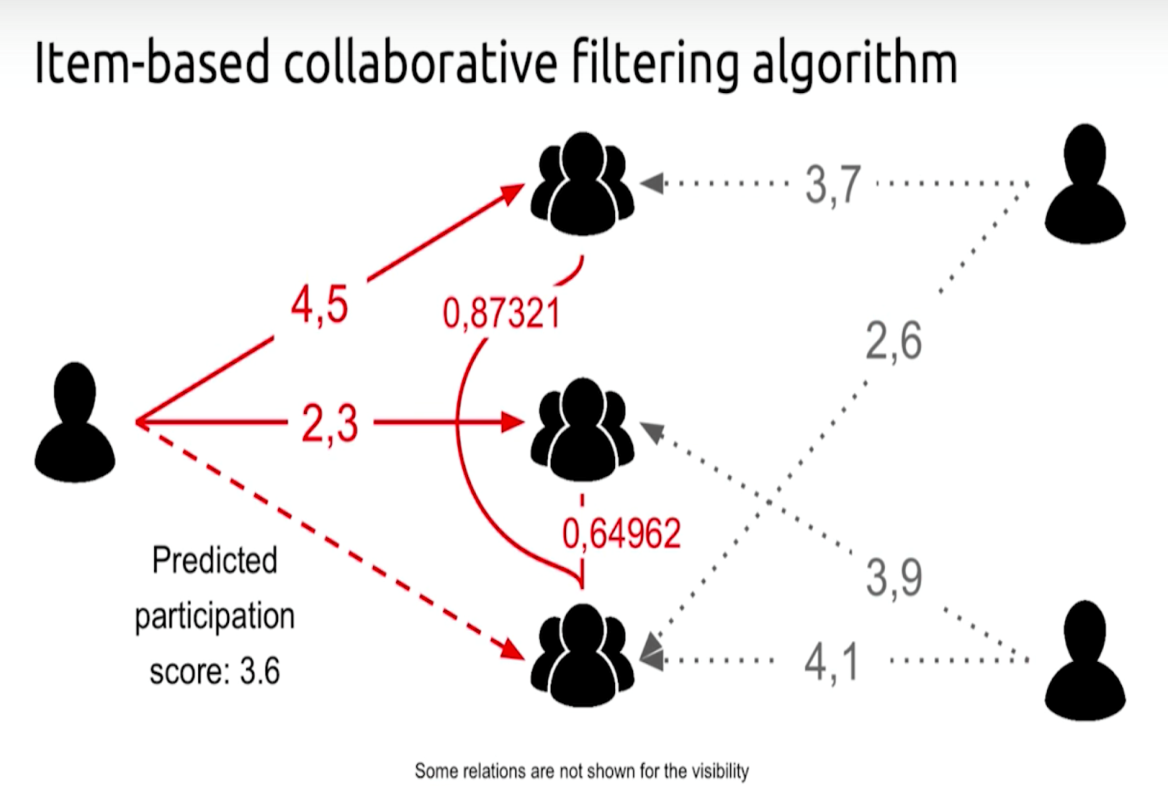 Item-based collaborative filtering algorithm
3,7
4,5
0,87321
2,6
2,3
0,64962
Predicted
participation
score: 3.6
3,9
4,1
Some relations are not shown for the visibility